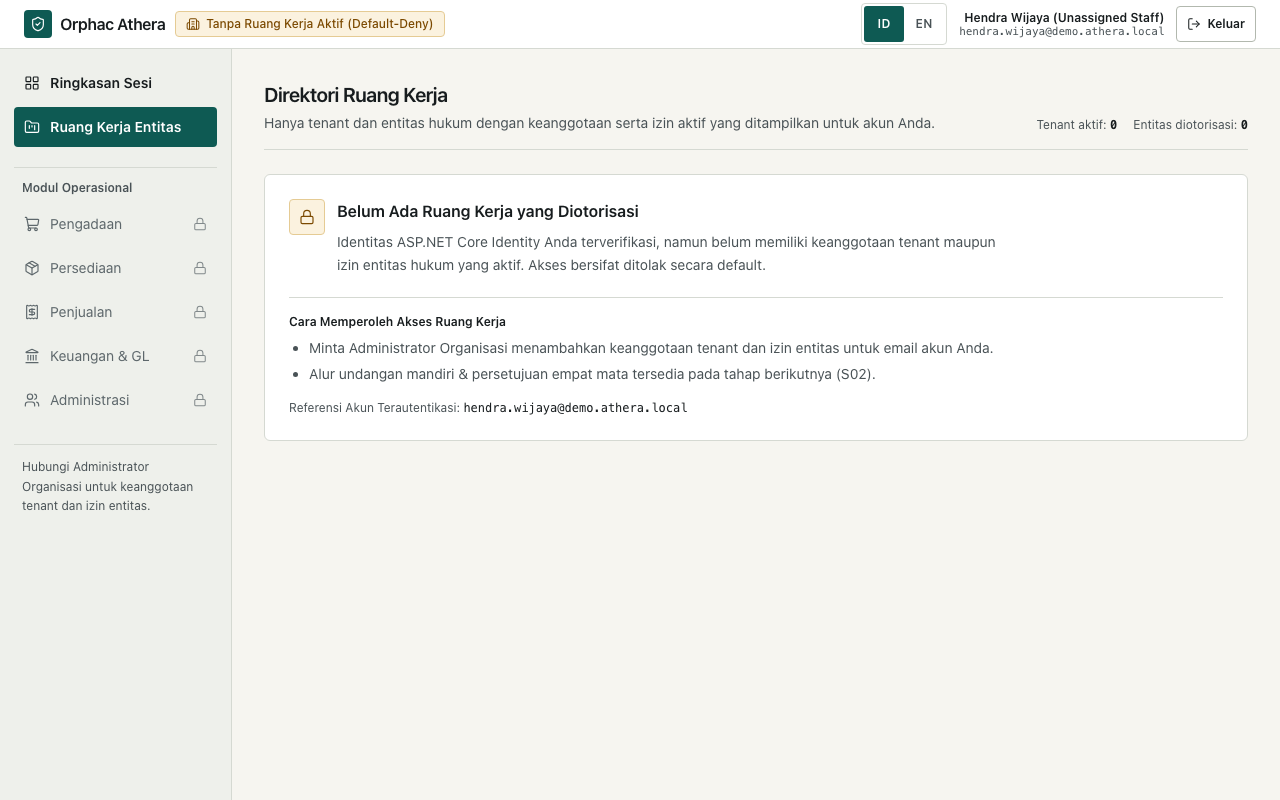 Orphac Athera
Tanpa Ruang Kerja Aktif (Default-Deny)
ID
EN
Hendra Wijaya (Unassigned Staff)
hendra.wijaya@demo.athera.local
Keluar
Ringkasan Sesi
Ruang Kerja Entitas
Modul Operasional
Pengadaan
Persediaan
Penjualan
Keuangan & GL
Administrasi
Hubungi Administrator
Organisasi untuk keanggotaan
tenant dan izin entitas.
Direktori Ruang Kerja
Hanya tenant dan entitas hukum dengan keanggotaan serta izin aktif yang ditampilkan untuk akun Anda.
Tenant aktif: 0
Entitas diotorisasi: 0
Belum Ada Ruang Kerja yang Diotorisasi
Identitas ASP.NET Core Identity Anda terverifikasi, namun belum memiliki keanggotaan tenant maupun
izin entitas hukum yang aktif. Akses bersifat ditolak secara default.
Cara Memperoleh Akses Ruang Kerja
Minta Administrator Organisasi menambahkan keanggotaan tenant dan izin entitas untuk email akun Anda.
Alur undangan mandiri & persetujuan empat mata tersedia pada tahap berikutnya (S02).
Referensi Akun Terautentikasi: hendra.wijaya@demo.athera.local